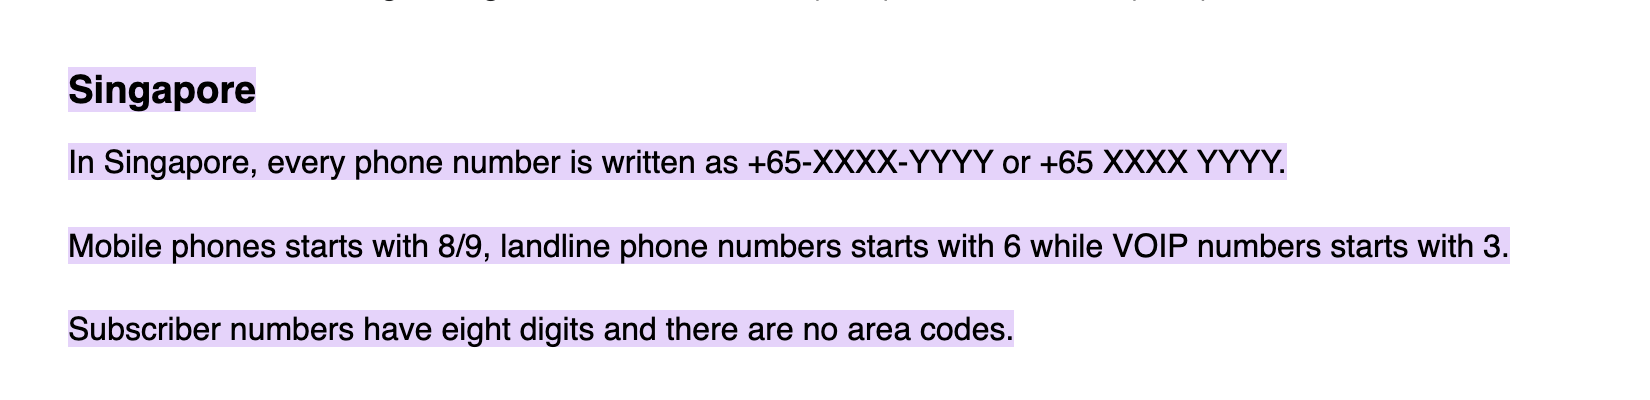 Singapore
In Singapore, every phone number is written as +65-XXXX-YYYY or +65 XXXX YYYY.
Mobile phones starts with 8/9, landline phone numbers starts with 6 while VOIP numbers starts with 3.
Subscriber numbers have eight digits and there are no area codes.